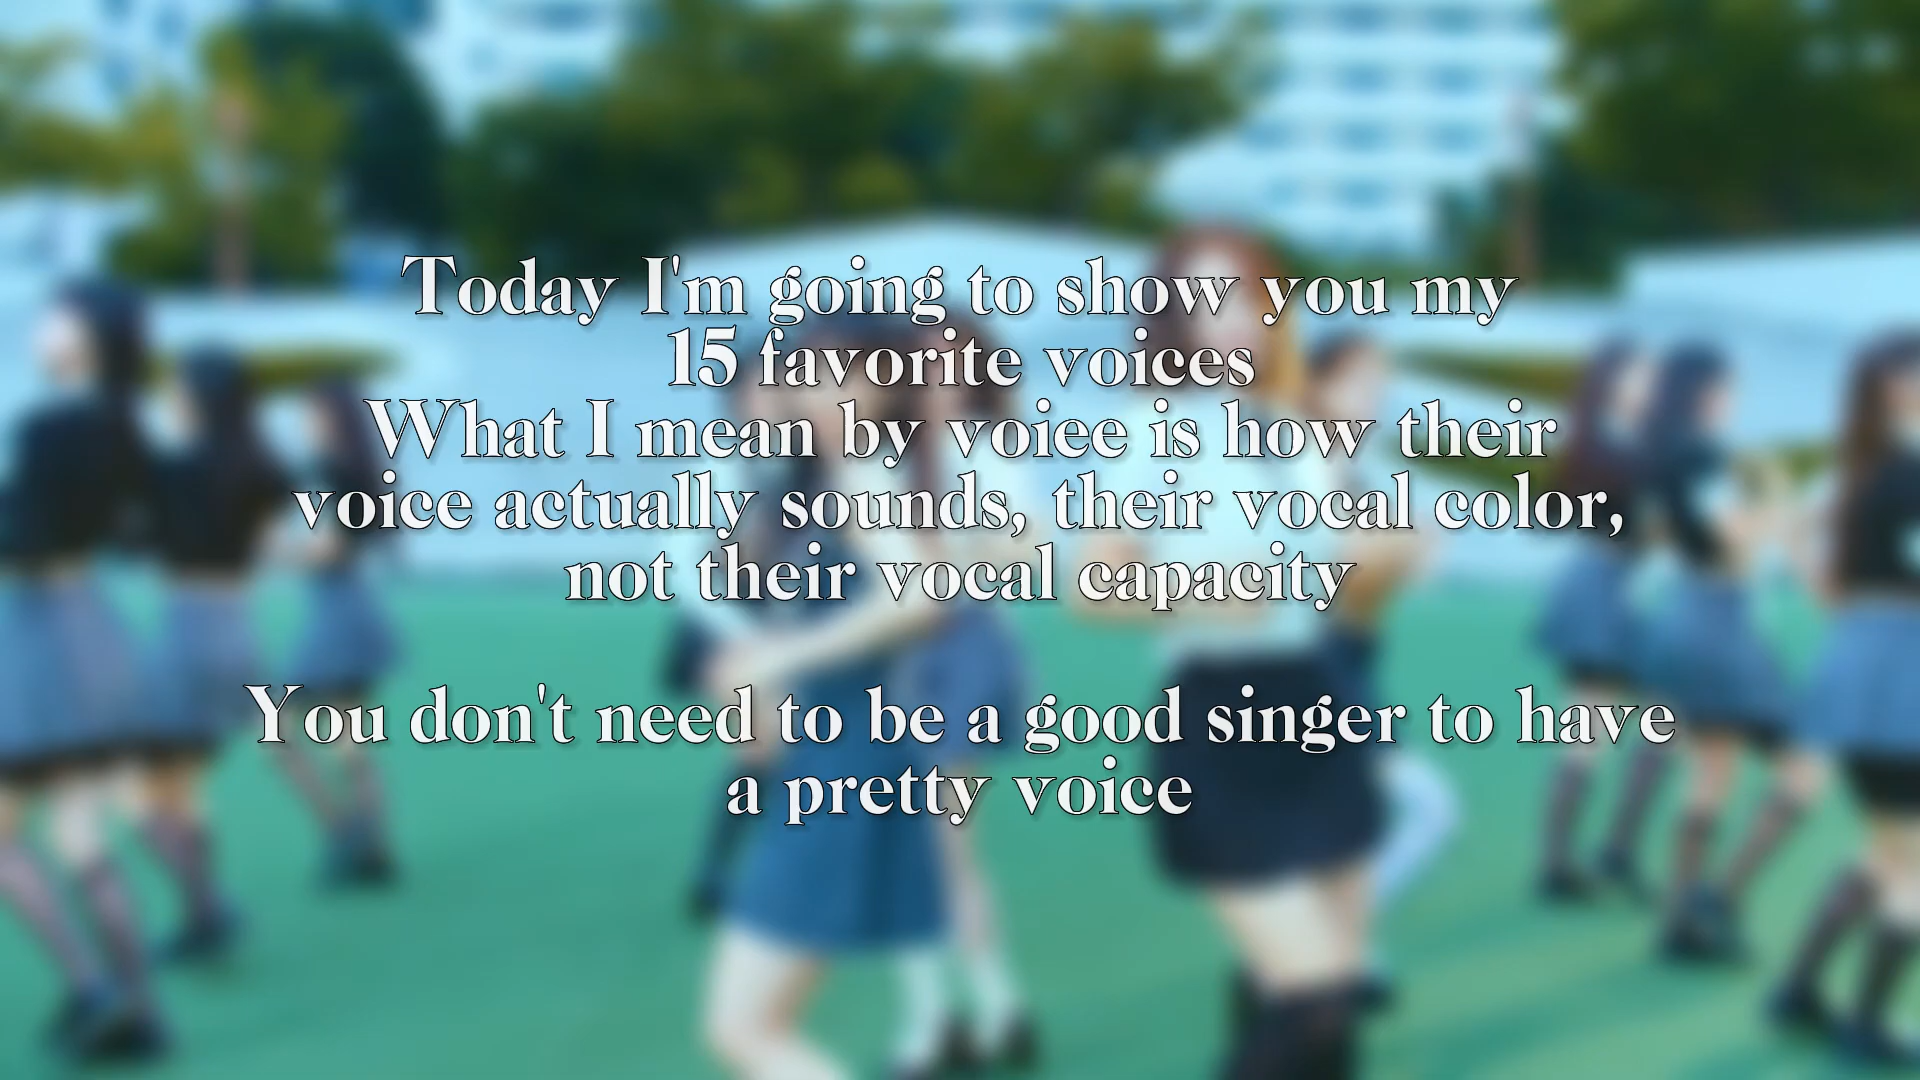 Today I'm going to show you my
15 favorite voices
What I mean by voiee is how their
voice actually sounds, their vocal color,
not their vocal capacity
You don't need to be a good singer to have
a pretty voice